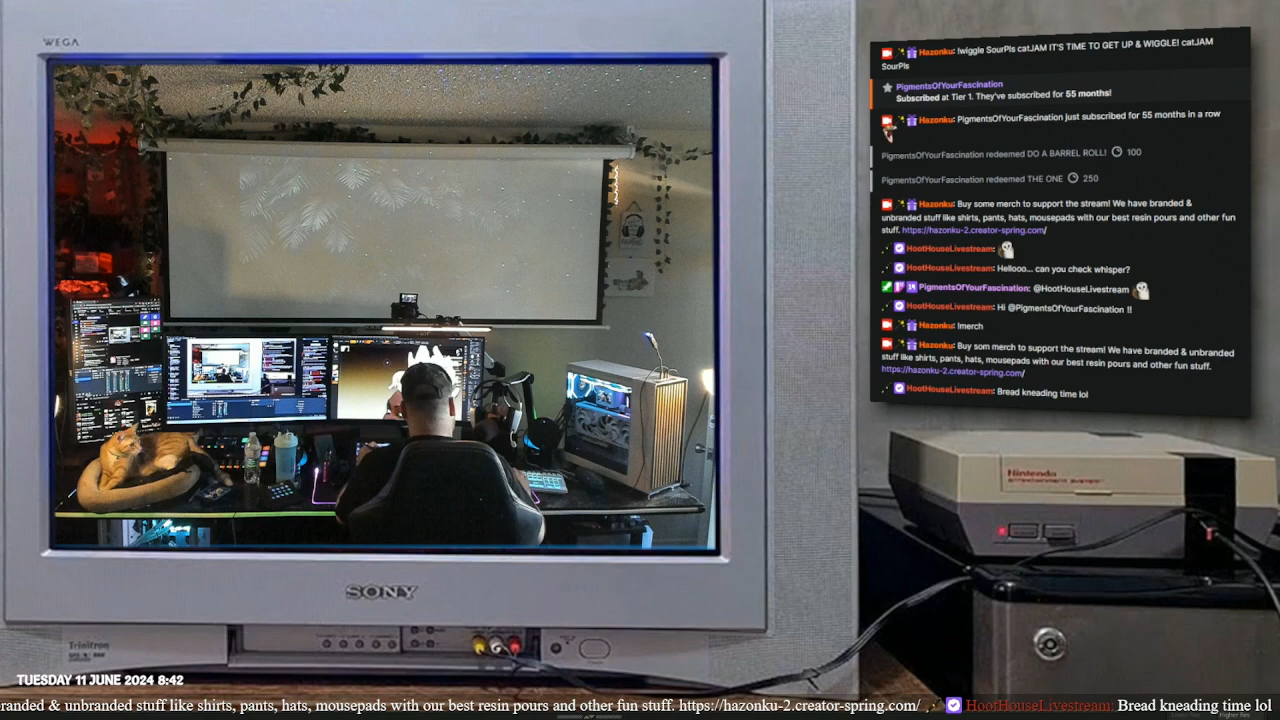 WEGA
Hazonku: !wiggle SourPls catJAM IT'S TIME TO GET UP & WIGGLE! catJAM
SourPls
PigmentsOfYourFascination
Subscribed at Tier 1. They've subscribed for 55 months!
Hazonku: PigmentsOfYourFascination just subscribed for 55 months in a row
PigmentsOfYourFascination redeemed DO A BARREL ROLL! 100
PigmentsOfYourFascination redeemed THE ONE 250
Hazonku: Buy some merch to support the stream! We have branded &
unbranded stuff like shirts, pants, hats, mousepads with our best resin pours and other fun
stuff. https://hazonku-2.creator-spring.com/
HootHouseLivestream:
HootHouseLivestream: Hellooo... can you check whisper?
PigmentsOfYourFascination: @HootHouseLivestream
HootHouseLivestream: Hi @PigmentsOfYourFascination !!
Hazonku: !merch
Hazonku: Buy som merch to support the stream! We have branded & unbranded
stuff like shirts, pants, hats, mousepads with our best resin pours and other fun stuff.
https://hazonku-2.creator-spring.com/
HootHouseLivestream: Bread kneading time lol
Nintendo
ENTERTAINMENT SYSTEM
SONY
Trinitron
TUESDAY 11 JUNE 2024 8:42
randed & unbranded stuff like shirts, pants, hats, mousepads with our best resin pours and other fun stuff. https://hazonku-2.creator-spring.com/ HootHouseLivestream: Bread kneading time lol